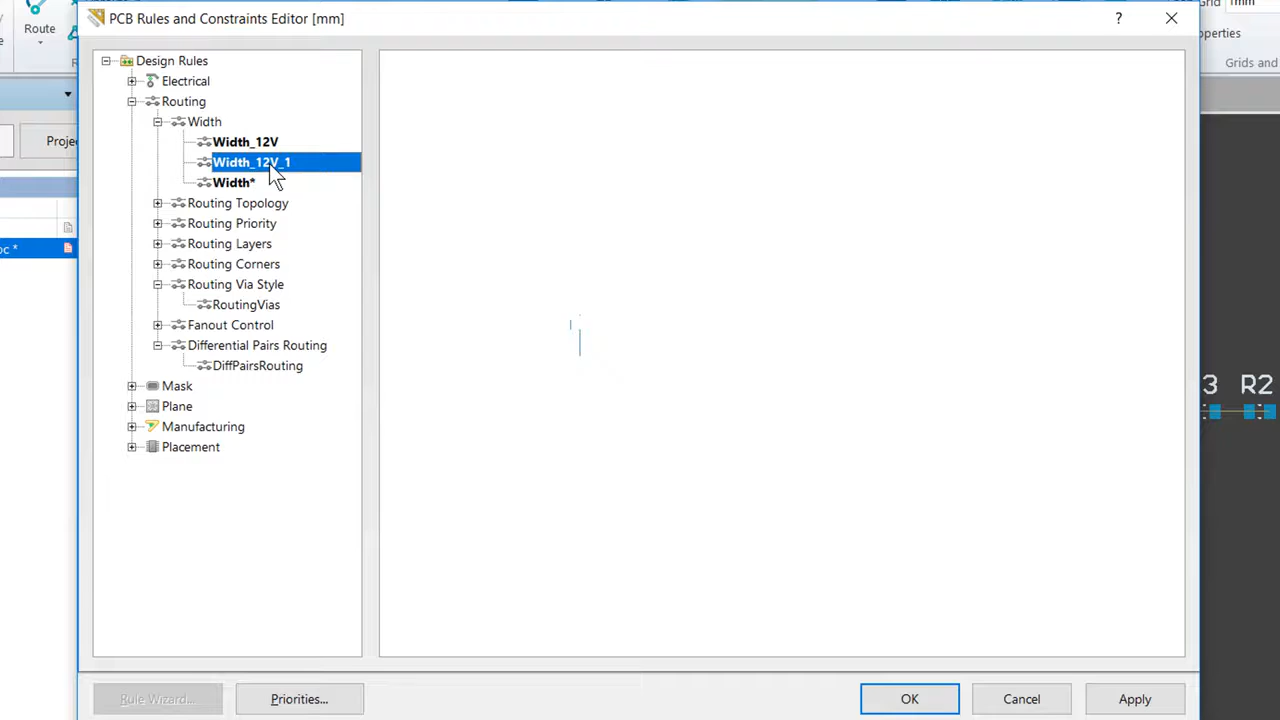 Grid
1mm
PCB Rules and Constraints Editor [mm]
?
Route
operties
Grids and
Design Rules
Electrical
Routing
Width
Projec
Width_12V
Width_12V_1
Width*
Routing Topology
Routing Priority
Routing Layers
oc *
Routing Corners
Routing Via Style
RoutingVias
Fanout Control
Differential Pairs Routing
DiffPairsRouting
Mask
3 R2
Plane
Manufacturing
Placement
Rule Wizard...
Priorities...
OK
Cancel
Apply